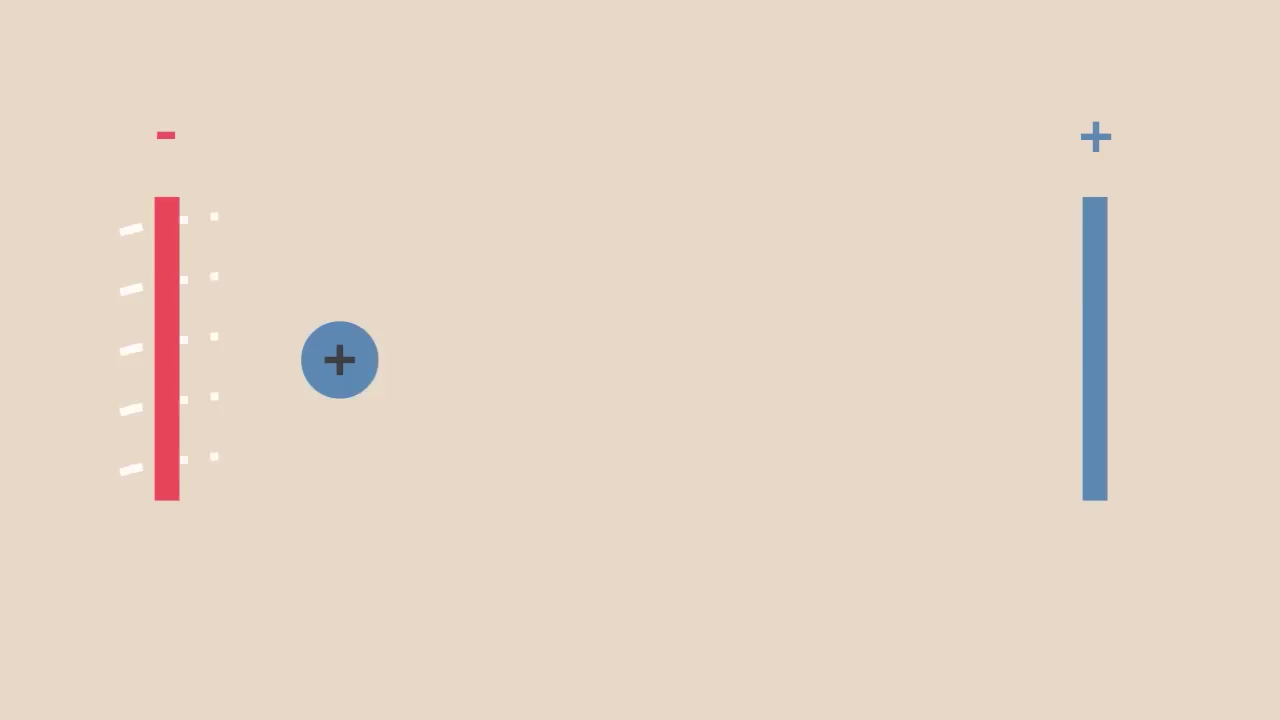 - +
+